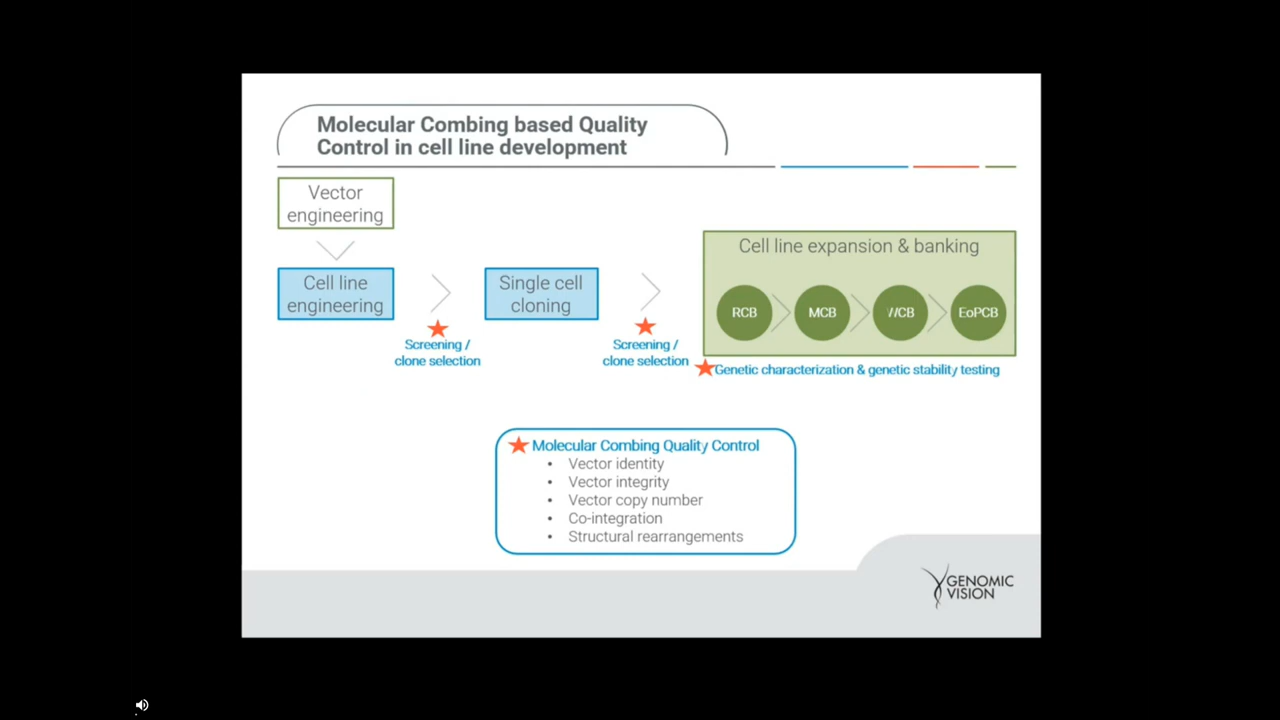 Molecular Combing based Quality
Control in cell line development
Vector
engineering
Cell line
engineering
Screening /
clone selection
Single cell
cloning
Screening /
clone selection
Cell line expansion & banking
RCB
MCB
WCB
EoPCB
Genetic characterization & genetic stability testing
Molecular Combing Quality Control
• Vector identity
• Vector integrity
• Vector copy number
• Co-integration
• Structural rearrangements
GENOMIC
VISION